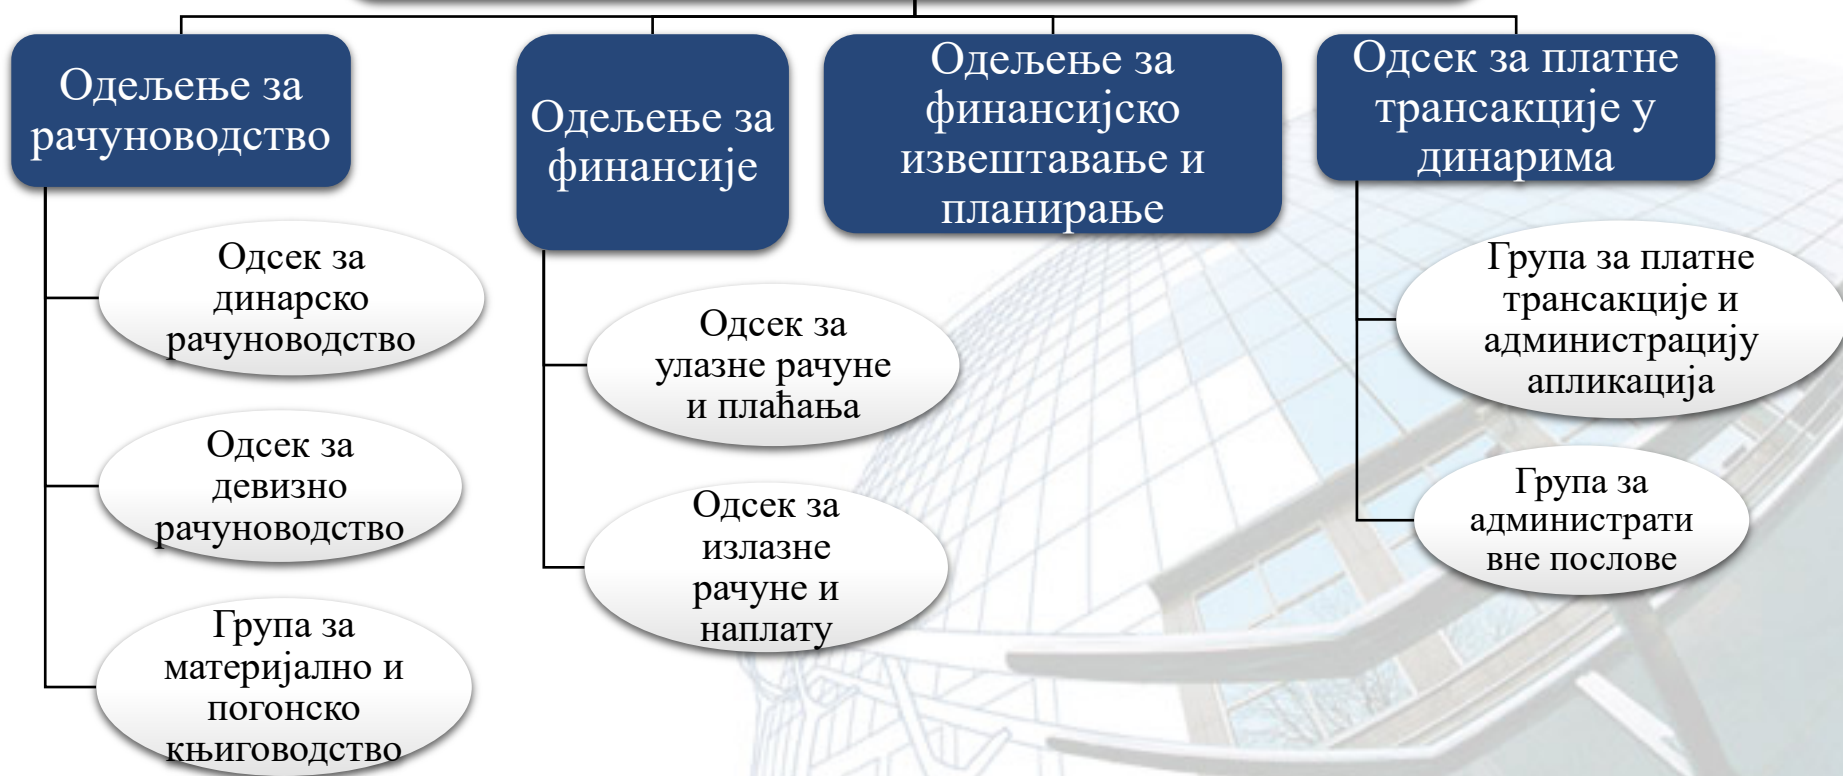 Одељење за
рачуноводство
Одсек за
динарско
рачуноводство
Одсек за
девизно
рачуноводство
Група за
материјално и
погонско
књиговодство
Одељење за
финансије
Одсек за
улазне рачуне
и плаћања
Одсек за
излазне
рачуне и
наплату
Одељење за
финансијско
извештавање и
планирање
Одсек за платне
трансакције у
динарима
Група за платне
трансакције и
администрацију
апликација
Група за
администрати
вне послове